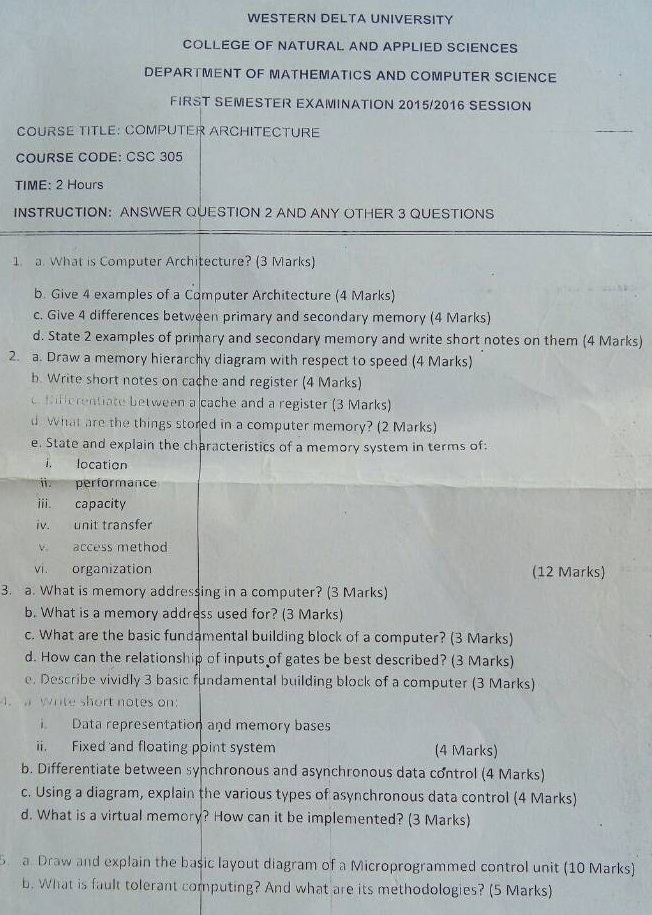 WESTERN DELTA UNIVERSITY
COLLEGE OF NATURAL AND APPLIED SCIENCES
DEPARTMENT OF MATHEMATICS AND COMPUTER SCIENCE
FIRST SEMESTER EXAMINATION 2015/2016 SESSION
COURSE TITLE: COMPUTER ARCHITECTURE
COURSE CODE: CSC 305
TIME: 2 Hours
INSTRUCTION: ANSWER QUESTION 2 AND ANY OTHER 3 QUESTIONS
1. a. What is Computer Architecture? (3 Marks)
b. Give 4 examples of a Computer Architecture (4 Marks)
c. Give 4 differences between primary and secondary memory (4 Marks)
d. State 2 examples of primary and secondary memory and write short notes on them (4 Marks)
2. a. Draw a memory hierarchy diagram with respect to speed (4 Marks)
b. Write short notes on cache and register (4 Marks)
c. Differentiate between a cache and a register (3 Marks)
d. What are the things stored in a computer memory? (2 Marks)
e. State and explain the characteristics of a memory system in terms of:
i. location
ii. performance
iii. capacity
iv. unit transfer
v. access method
vi. organization (12 Marks)
3. a. What is memory addressing in a computer? (3 Marks)
b. What is a memory address used for? (3 Marks)
c. What are the basic fundamental building block of a computer? (3 Marks)
d. How can the relationship of inputs of gates be best described? (3 Marks)
e. Describe vividly 3 basic fundamental building block of a computer (3 Marks)
4. a Write short notes on:
i. Data representation and memory bases
ii. Fixed and floating point system (4 Marks)
b. Differentiate between synchronous and asynchronous data control (4 Marks)
c. Using a diagram, explain the various types of asynchronous data control (4 Marks)
d. What is a virtual memory? How can it be implemented? (3 Marks)
5. a. Draw and explain the basic layout diagram of a Microprogrammed control unit (10 Marks)
b. What is fault tolerant computing? And what are its methodologies? (5 Marks)